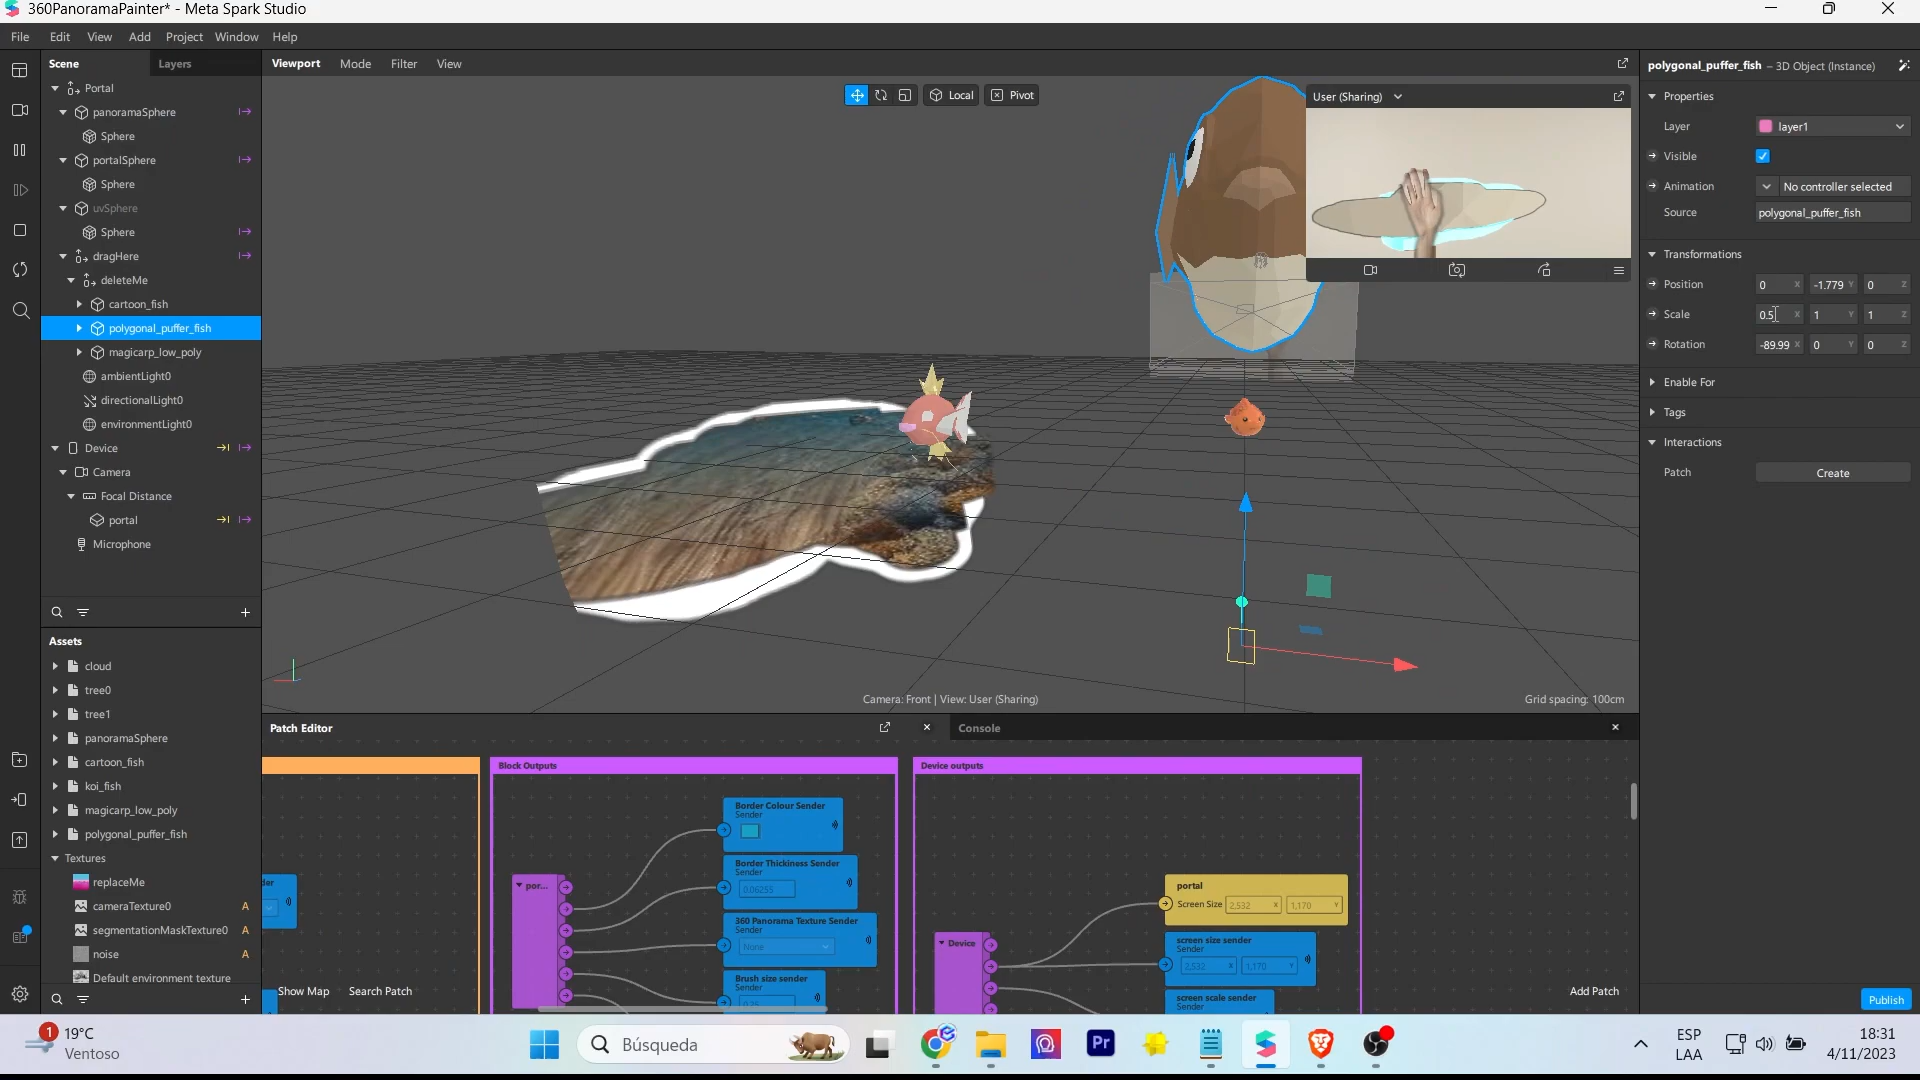 360PanoramaPainter* - Meta Spark Studio
File Edit View Add Project Window Help
Scene
Layers
Portal
panoramaSphere
Sphere
portalSphere
Sphere
uvSphere
Sphere
dragHere
deleteMe
cartoon_fish
polygonal_puffer_fish
magicarp_low_poly
ambientLight0
directionalLight0
environmentLight0
Device
Camera
Focal Distance
portal
Microphone
Assets
cloud
tree0
tree1
panoramaSphere
cartoon_fish
koi_fish
magicarp_low_poly
polygonal_puffer_fish
Textures
replaceMe
cameraTexture0 A
segmentationMaskTexture0 A
noise A
Default environment texture
Viewport Mode Filter View
Local
Pivot
User (Sharing)
Camera: Front | View: User (Sharing)
Grid spacing: 100cm
Patch Editor
Console
Block Outputs
Border Colour Sender
Sender
Border Thickiness Sender
Sender
0.06255
360 Panorama Texture Sender
Sender
None
Brush size sender
Sender
0.25
por...
Device outputs
portal
Screen Size 2,532 X 1,170 Y
Device
screen size sender
Sender
2,532 X 1,170 Y
screen scale sender
Sender
Show Map Search Patch
Add Patch
polygonal_puffer_fish – 3D Object (Instance)
Properties
Layer layer1
Visible
Animation No controller selected
Source polygonal_puffer_fish
Transformations
Position 0 X -1.779 Y 0 Z
Scale 0.5 X 1 Y 1 Z
Rotation -89.99 X 0 Y 0 Z
Enable For
Tags
Interactions
Patch Create
Publish
1
19°C
Ventoso
Búsqueda
Pr
ESP
LAA
18:31
4/11/2023